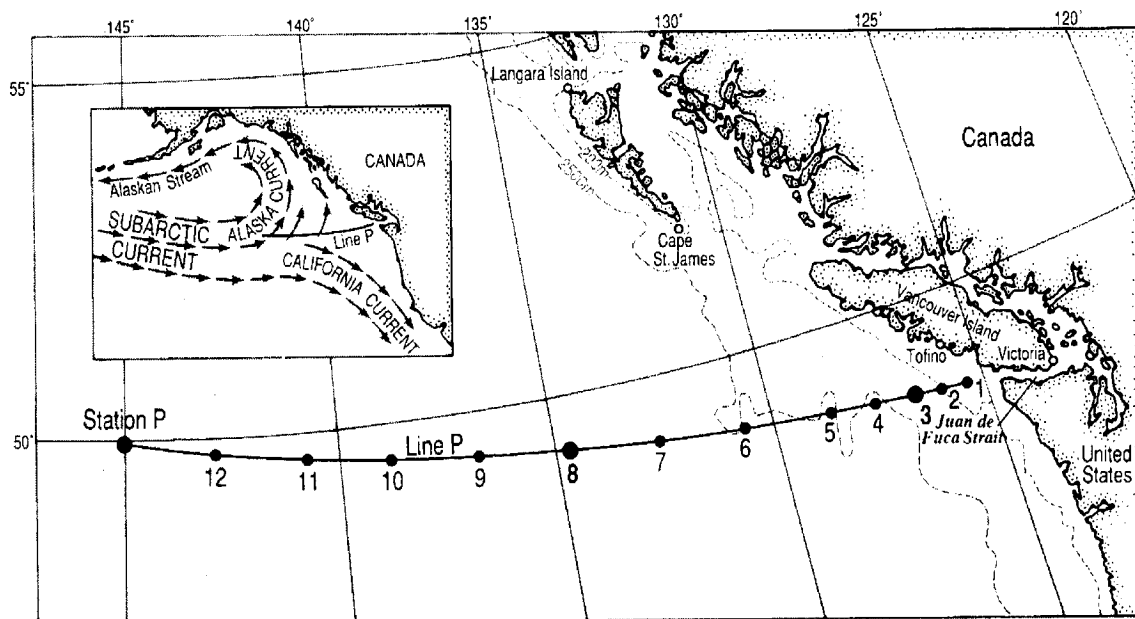 145°
140°
135°
130°
125°
120°
55°
50°
Langara Island
200m
2500m
Cape
St. James
Canada
CANADA
Alaskan Stream
ALASKA CURRENT
SUBARCTIC
CURRENT
Line P
CALIFORNIA CURRENT
Vancouver Island
Tofino
Victoria
Station P
Line P
12
11
10
9
8
7
6
5
4
3
2
1
Juan de
Fuca Strait
United
States